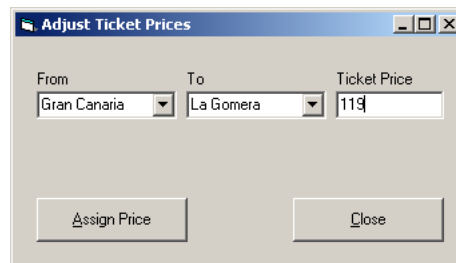 Adjust Ticket Prices
From To Ticket Price
Gran Canaria La Gomera 119
Assign Price Close